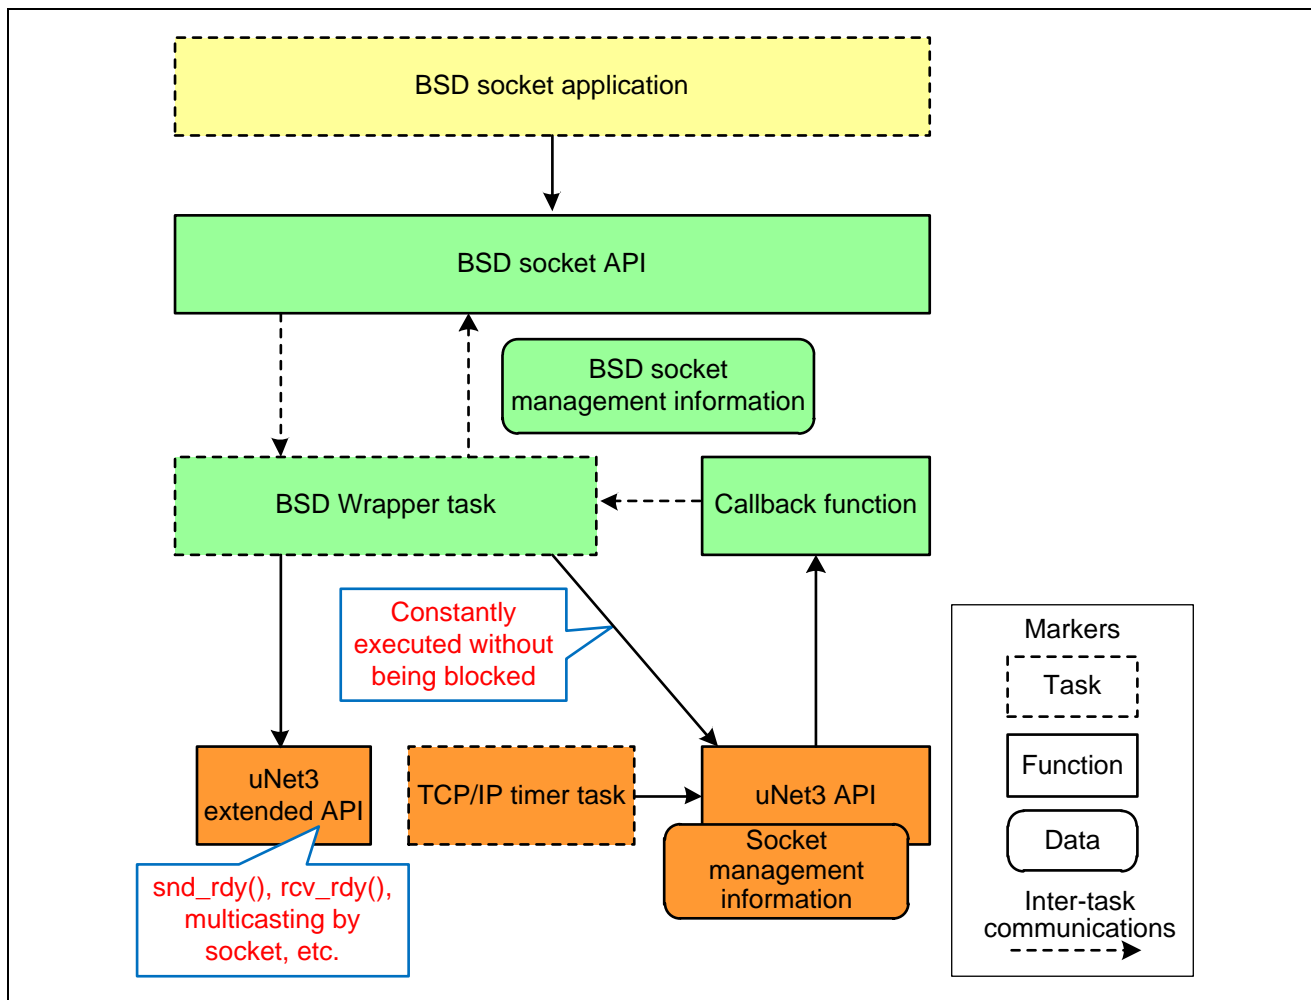 BSD socket application
BSD socket API
BSD socket
management information
BSD Wrapper task
Callback function
Constantly
executed without
being blocked
uNet3
extended API
TCP/IP timer task
uNet3 API
Socket
management
information
snd_rdy(), rcv_rdy(),
multicasting by
socket, etc.
Markers
Task
Function
Data
Inter-task
communications